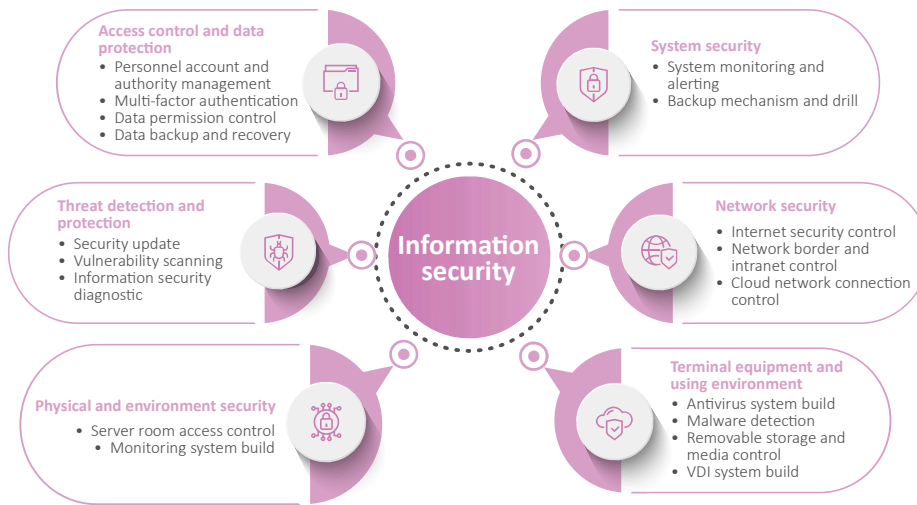 Access control and data
protection
• Personnel account and
authority management
• Multi-factor authentication
• Data permission control
• Data backup and recovery
System security
• System monitoring and
alerting
• Backup mechanism and drill
Threat detection and
protection
• Security update
• Vulnerability scanning
• Information security
diagnostic
Information
security
Network security
• Internet security control
• Network border and
intranet control
• Cloud network connection
control
Physical and environment security
• Server room access control
• Monitoring system build
Terminal equipment and
using environment
• Antivirus system build
• Malware detection
• Removable storage and
media control
• VDI system build